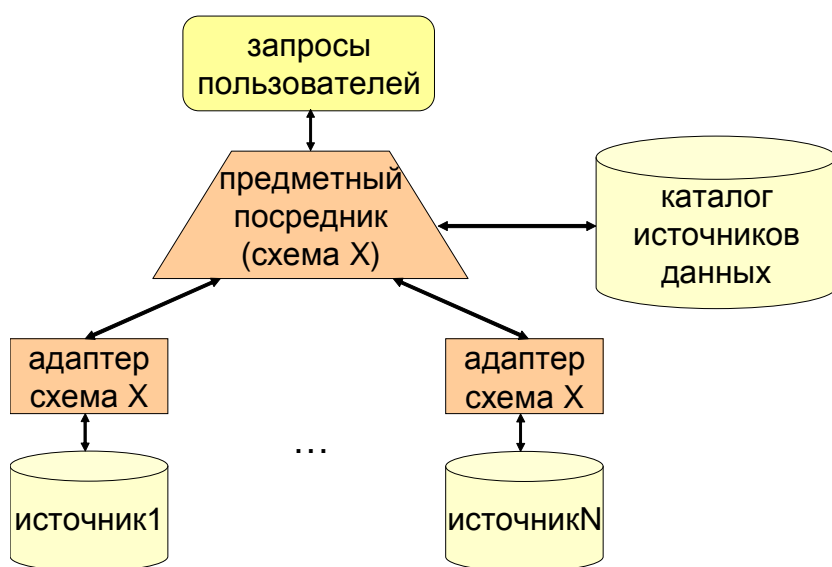 запросы
пользователей
предметный
посредник
(схема X)
каталог
источников
данных
адаптер
схема X
адаптер
схема X
...
источник1
источникN